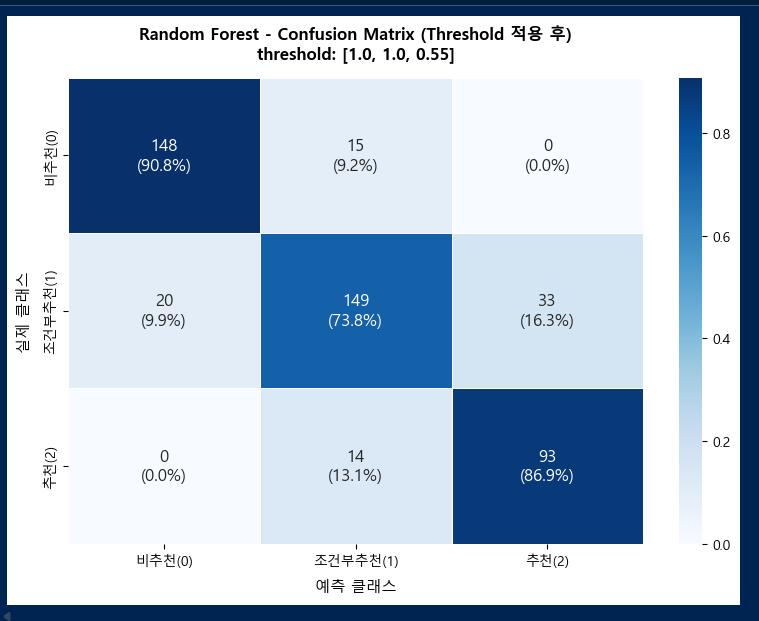 Random Forest - Confusion Matrix (Threshold 적용 후)
threshold: [1.0, 1.0, 0.55]
실제 클래스
비추천(0)
148
(90.8%)
15
(9.2%)
0
(0.0%)
조건부추천(1)
20
(9.9%)
149
(73.8%)
33
(16.3%)
추천(2)
0
(0.0%)
14
(13.1%)
93
(86.9%)
비추천(0)
조건부추천(1)
추천(2)
예측 클래스
0.8
0.6
0.4
0.2
0.0